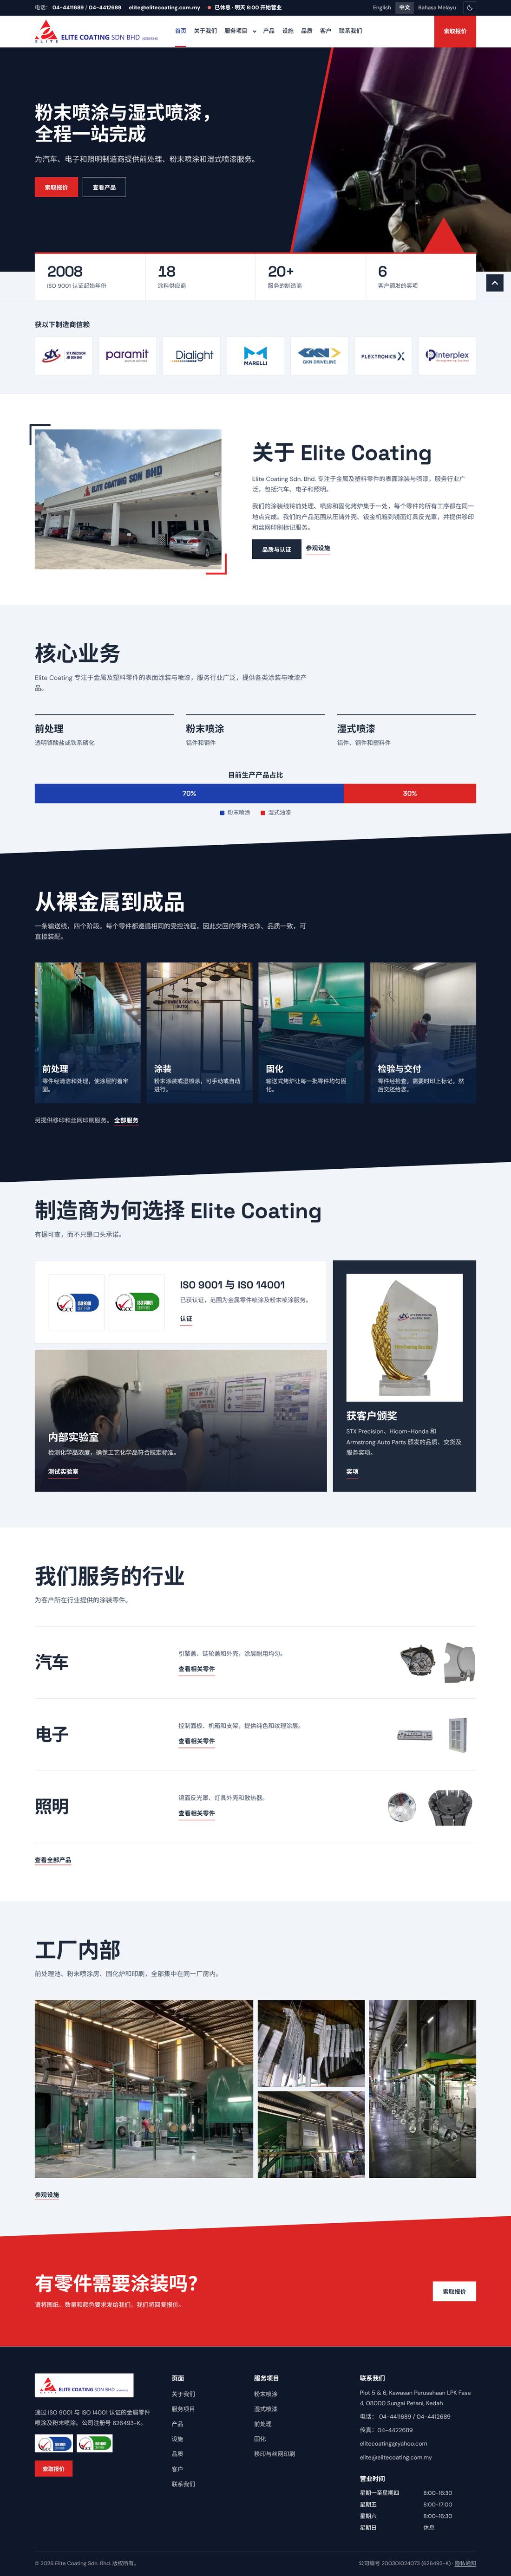 电话： 04-4411689 / 04-4412689 elite@elitecoating.com.my 已休息 · 明天 8:00 开始营业 English 中文 Bahasa Melayu
ELITE COATING SDN BHD 首页 关于我们 服务项目 产品 设施 品质 客户 联系我们 索取报价
粉末喷涂与湿式喷漆，
全程一站完成
为汽车、电子和照明制造商提供前处理、粉末喷涂和湿式喷漆服务。
索取报价 查看产品
2008 18 20+ 6
ISO 9001 认证起始年份 涂料供应商 服务的制造商 客户颁发的奖项
获以下制造商信赖
STX PRECISION paramit Dialight MARELLI GKN DRIVELINE FLEXTRONICS Interplex
ELITE COATING SDN BHD
关于 Elite Coating
Elite Coating Sdn. Bhd. 专注于金属及塑料零件的表面涂装与喷漆，服务行业广
泛，包括汽车、电子和照明。
我们的涂装线将前处理、喷房和固化烤炉集于一处，每个零件的所有工序都在同一
地点完成。我们的产品范围从压铸外壳、钣金机箱到镜面灯具反光罩，并提供移印
和丝网印刷标记服务。
品质与认证 参观设施
核心业务
Elite Coating 专注于金属及塑料零件的表面涂装与喷漆，服务行业广泛，提供各类涂装与喷漆产
品。
前处理 粉末喷涂 湿式喷漆
透明镀酸盐或铁系磷化 铝件和钢件 铝件、钢件和塑料件
目前生产产品占比
70% 30%
粉末喷涂 湿式油漆
从裸金属到成品
一条输送线，四个阶段。每个零件都遵循相同的受控流程，因此交回的零件洁净、品质一致，可
直接装配。
POWDER COATING
前处理 涂装 固化 检验与交付
零件经清洁和处理，使涂层附着牢
固。
粉末涂装或湿喷涂，可手动或自动
进行。
输送式烤炉让每一批零件均匀固
化。
零件经检查，需要时印上标记，然
后交还给您。
另提供移印和丝网印刷服务。 全部服务
制造商为何选择 Elite Coating
有据可查，而不只是口头承诺。
ISO 9001 ISO 14001
ISO 9001 与 ISO 14001
已获认证，范围为金属零件喷涂及粉末喷涂服务。
认证
内部实验室
检测化学品浓度，确保工艺化学品符合既定标准。
测试实验室
获客户颁奖
STX Precision、Hicom-Honda 和
Armstrong Auto Parts 颁发的品质、交货及
服务奖项。
奖项
我们服务的行业
为客户所在行业提供的涂装零件。
汽车
引擎盖、链轮盖和外壳，涂层耐用均匀。
查看相关零件
电子
控制面板、机箱和支架，提供纯色和纹理涂层。
查看相关零件
照明
镜面反光罩、灯具外壳和散热器。
查看相关零件
查看全部产品
工厂内部
前处理池、粉末喷涂房、固化炉和印刷，全部集中在同一厂房内。
参观设施
有零件需要涂装吗？
请将图纸、数量和颜色要求发给我们，我们将回复报价。
索取报价
ELITE COATING SDN BHD
通过 ISO 9001 与 ISO 14001 认证的金属零件
喷涂及粉末喷涂。公司注册号 626493-K。
ISO 9001 ISO 14001
索取报价
页面
关于我们
服务项目
产品
设施
品质
客户
联系我们
服务项目
粉末喷涂
湿式喷漆
前处理
固化
移印与丝网印刷
联系我们
Plot 5 & 6, Kawasan Perusahaan LPK Fasa
4, 08000 Sungai Petani, Kedah
电话： 04-4411689 / 04-4412689
传真：04-4422689
elitecoating@yahoo.com
elite@elitecoating.com.my
营业时间
星期一至星期四 8:00-16:30
星期五 8:00-17:00
星期六 8:00-16:30
星期日 休息
© 2026 Elite Coating Sdn. Bhd. 版权所有。 公司编号 200301024073 (626493-K) · 隐私通知